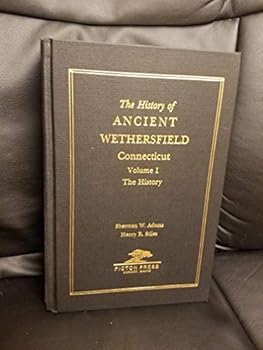 The History of
ANCIENT
WETHERSFIELD
Connecticut
Volume I
The History
Sherman W. Adams
Henry R. Stiles
PICTON PRESS